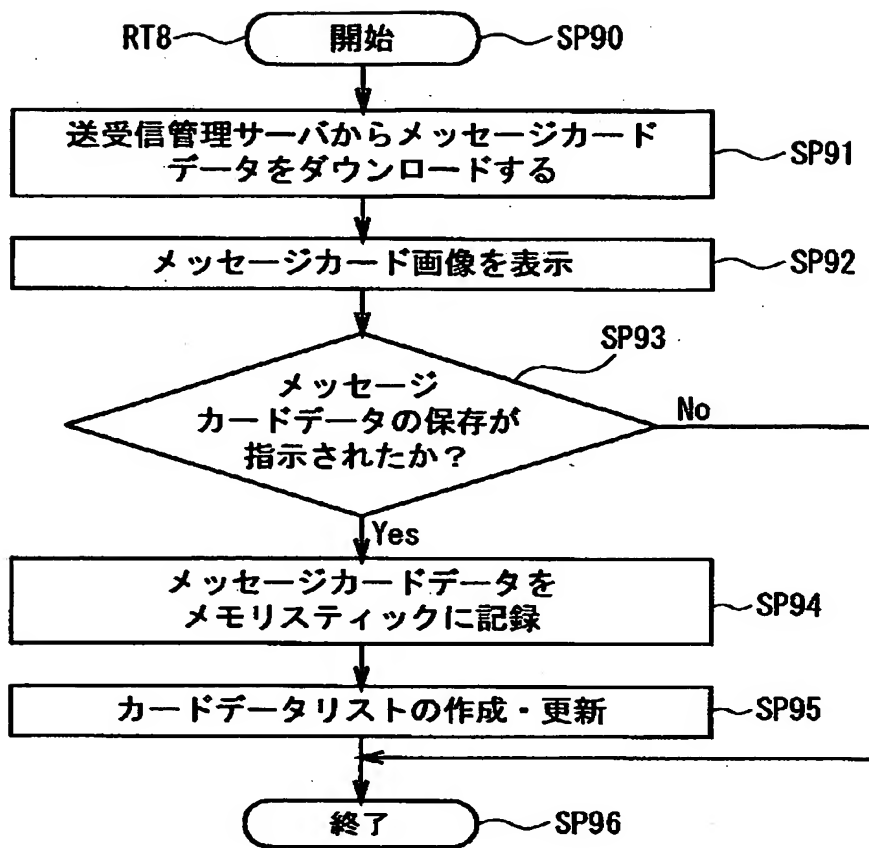 RT8 開始 SP90
送受信管理サーバからメッセージカード
データをダウンロードする
SP91
メッセージカード画像を表示 SP92
SP93
メッセージ
カードデータの保存が
指示されたか？
No
Yes
メッセージカードデータを
メモリスティックに記録
SP94
カードデータリストの作成・更新 SP95
終了 SP96